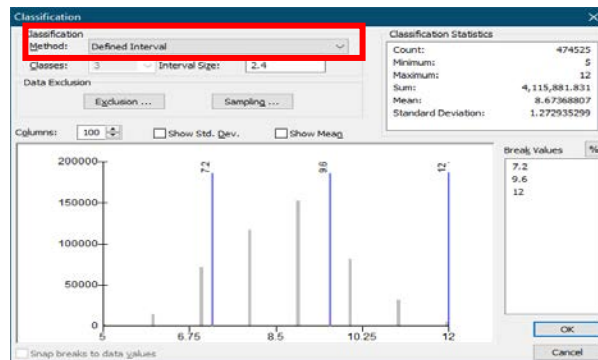 Classification
Classification
Method: Defined Interval
Classes: 3 Interval Size: 2.4
Data Exclusion
Exclusion ... Sampling ...
Classification Statistics
Count: 474525
Minimum: 5
Maximum: 12
Sum: 4,115,881.831
Mean: 8.67368807
Standard Deviation: 1.272935299
Columns: 100 Show Std. Dev. Show Mean
Break Values %
7.2
9.6
12
200000
150000
100000
50000
0
7.2
9.6
12
5 6.75 8.5 10.25 12
Snap breaks to data values
OK
Cancel